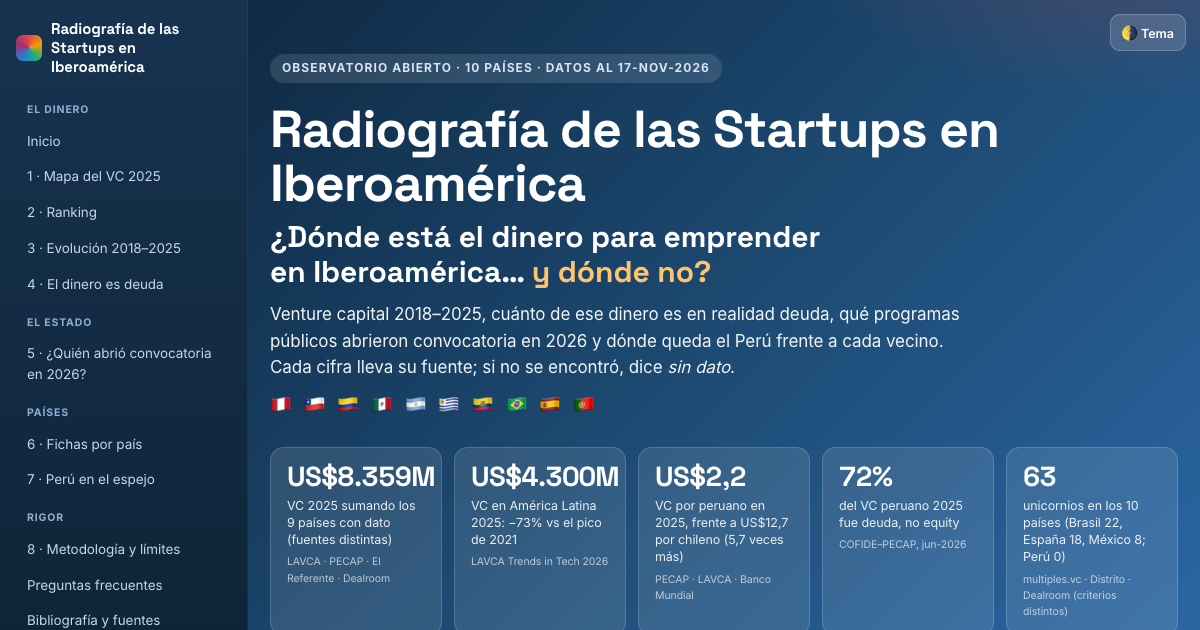 Radiografía de las
Startups en
Iberoamérica
EL DINERO
Inicio
1 · Mapa del VC 2025
2 · Ranking
3 · Evolución 2018–2025
4 · El dinero es deuda
EL ESTADO
5 · ¿Quién abrió convocatoria
en 2026?
PAÍSES
6 · Fichas por país
7 · Perú en el espejo
RIGOR
8 · Metodología y límites
Preguntas frecuentes
Bibliografía y fuentes
Tema
OBSERVATORIO ABIERTO · 10 PAÍSES · DATOS AL 17-NOV-2026
Radiografía de las Startups en
Iberoamérica
¿Dónde está el dinero para emprender
en Iberoamérica... y dónde no?
Venture capital 2018–2025, cuánto de ese dinero es en realidad deuda, qué programas
públicos abrieron convocatoria en 2026 y dónde queda el Perú frente a cada vecino.
Cada cifra lleva su fuente; si no se encontró, dice sin dato.
US$8.359M
VC 2025 sumando los
9 países con dato
(fuentes distintas)
LAVCA · PECAP · El
Referente · Dealroom
US$4.300M
VC en América Latina
2025: −73% vs el pico
de 2021
LAVCA Trends in Tech 2026
US$2,2
VC por peruano en
2025, frente a US$12,7
por chileno (5,7 veces
más)
PECAP · LAVCA · Banco
Mundial
72%
del VC peruano 2025
fue deuda, no equity
COFIDE–PECAP, jun-2026
63
unicornios en los 10
países (Brasil 22,
España 18, México 8;
Perú 0)
multiples.vc · Distrito ·
Dealroom (criterios
distintos)